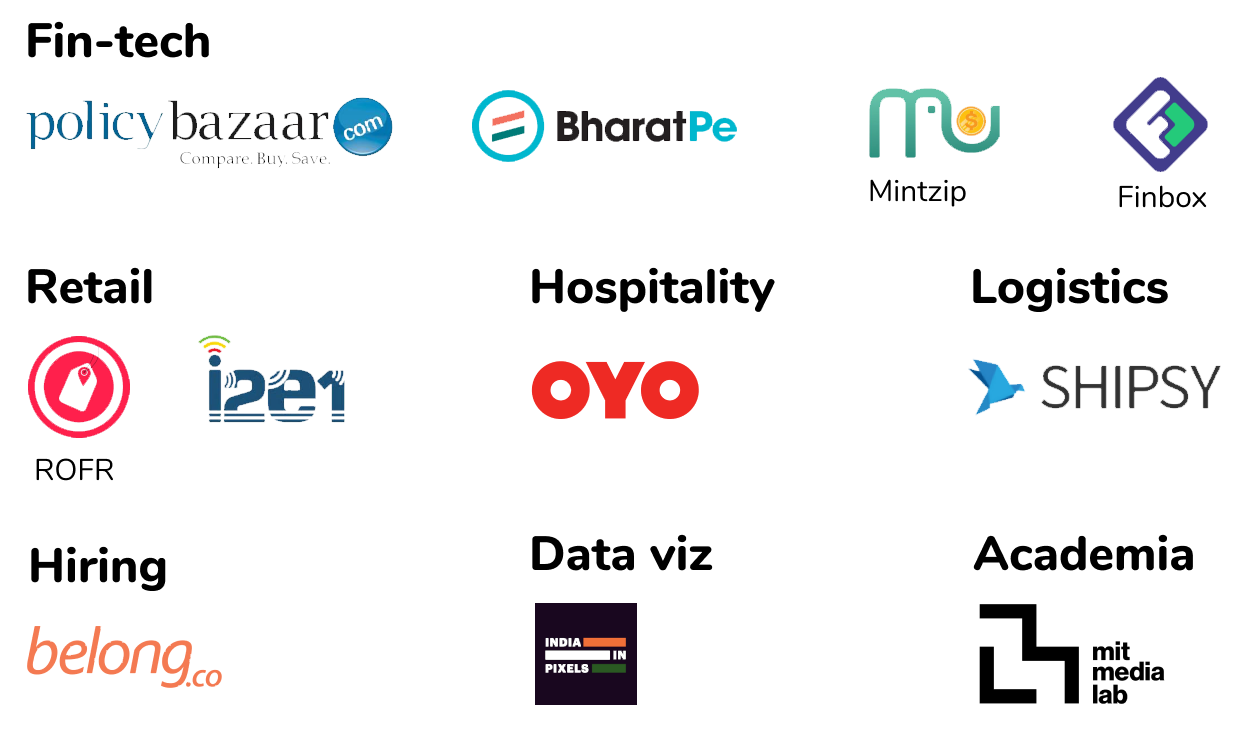 Fin-tech
policybazaar.com
Compare. Buy. Save.
BharatPe
Mintzip
Finbox
Retail
ROFR
i2e1
Hospitality
OYO
Logistics
SHIPSY
Hiring
belong.co
Data viz
INDIA
IN
PIXELS
Academia
mit
media
lab